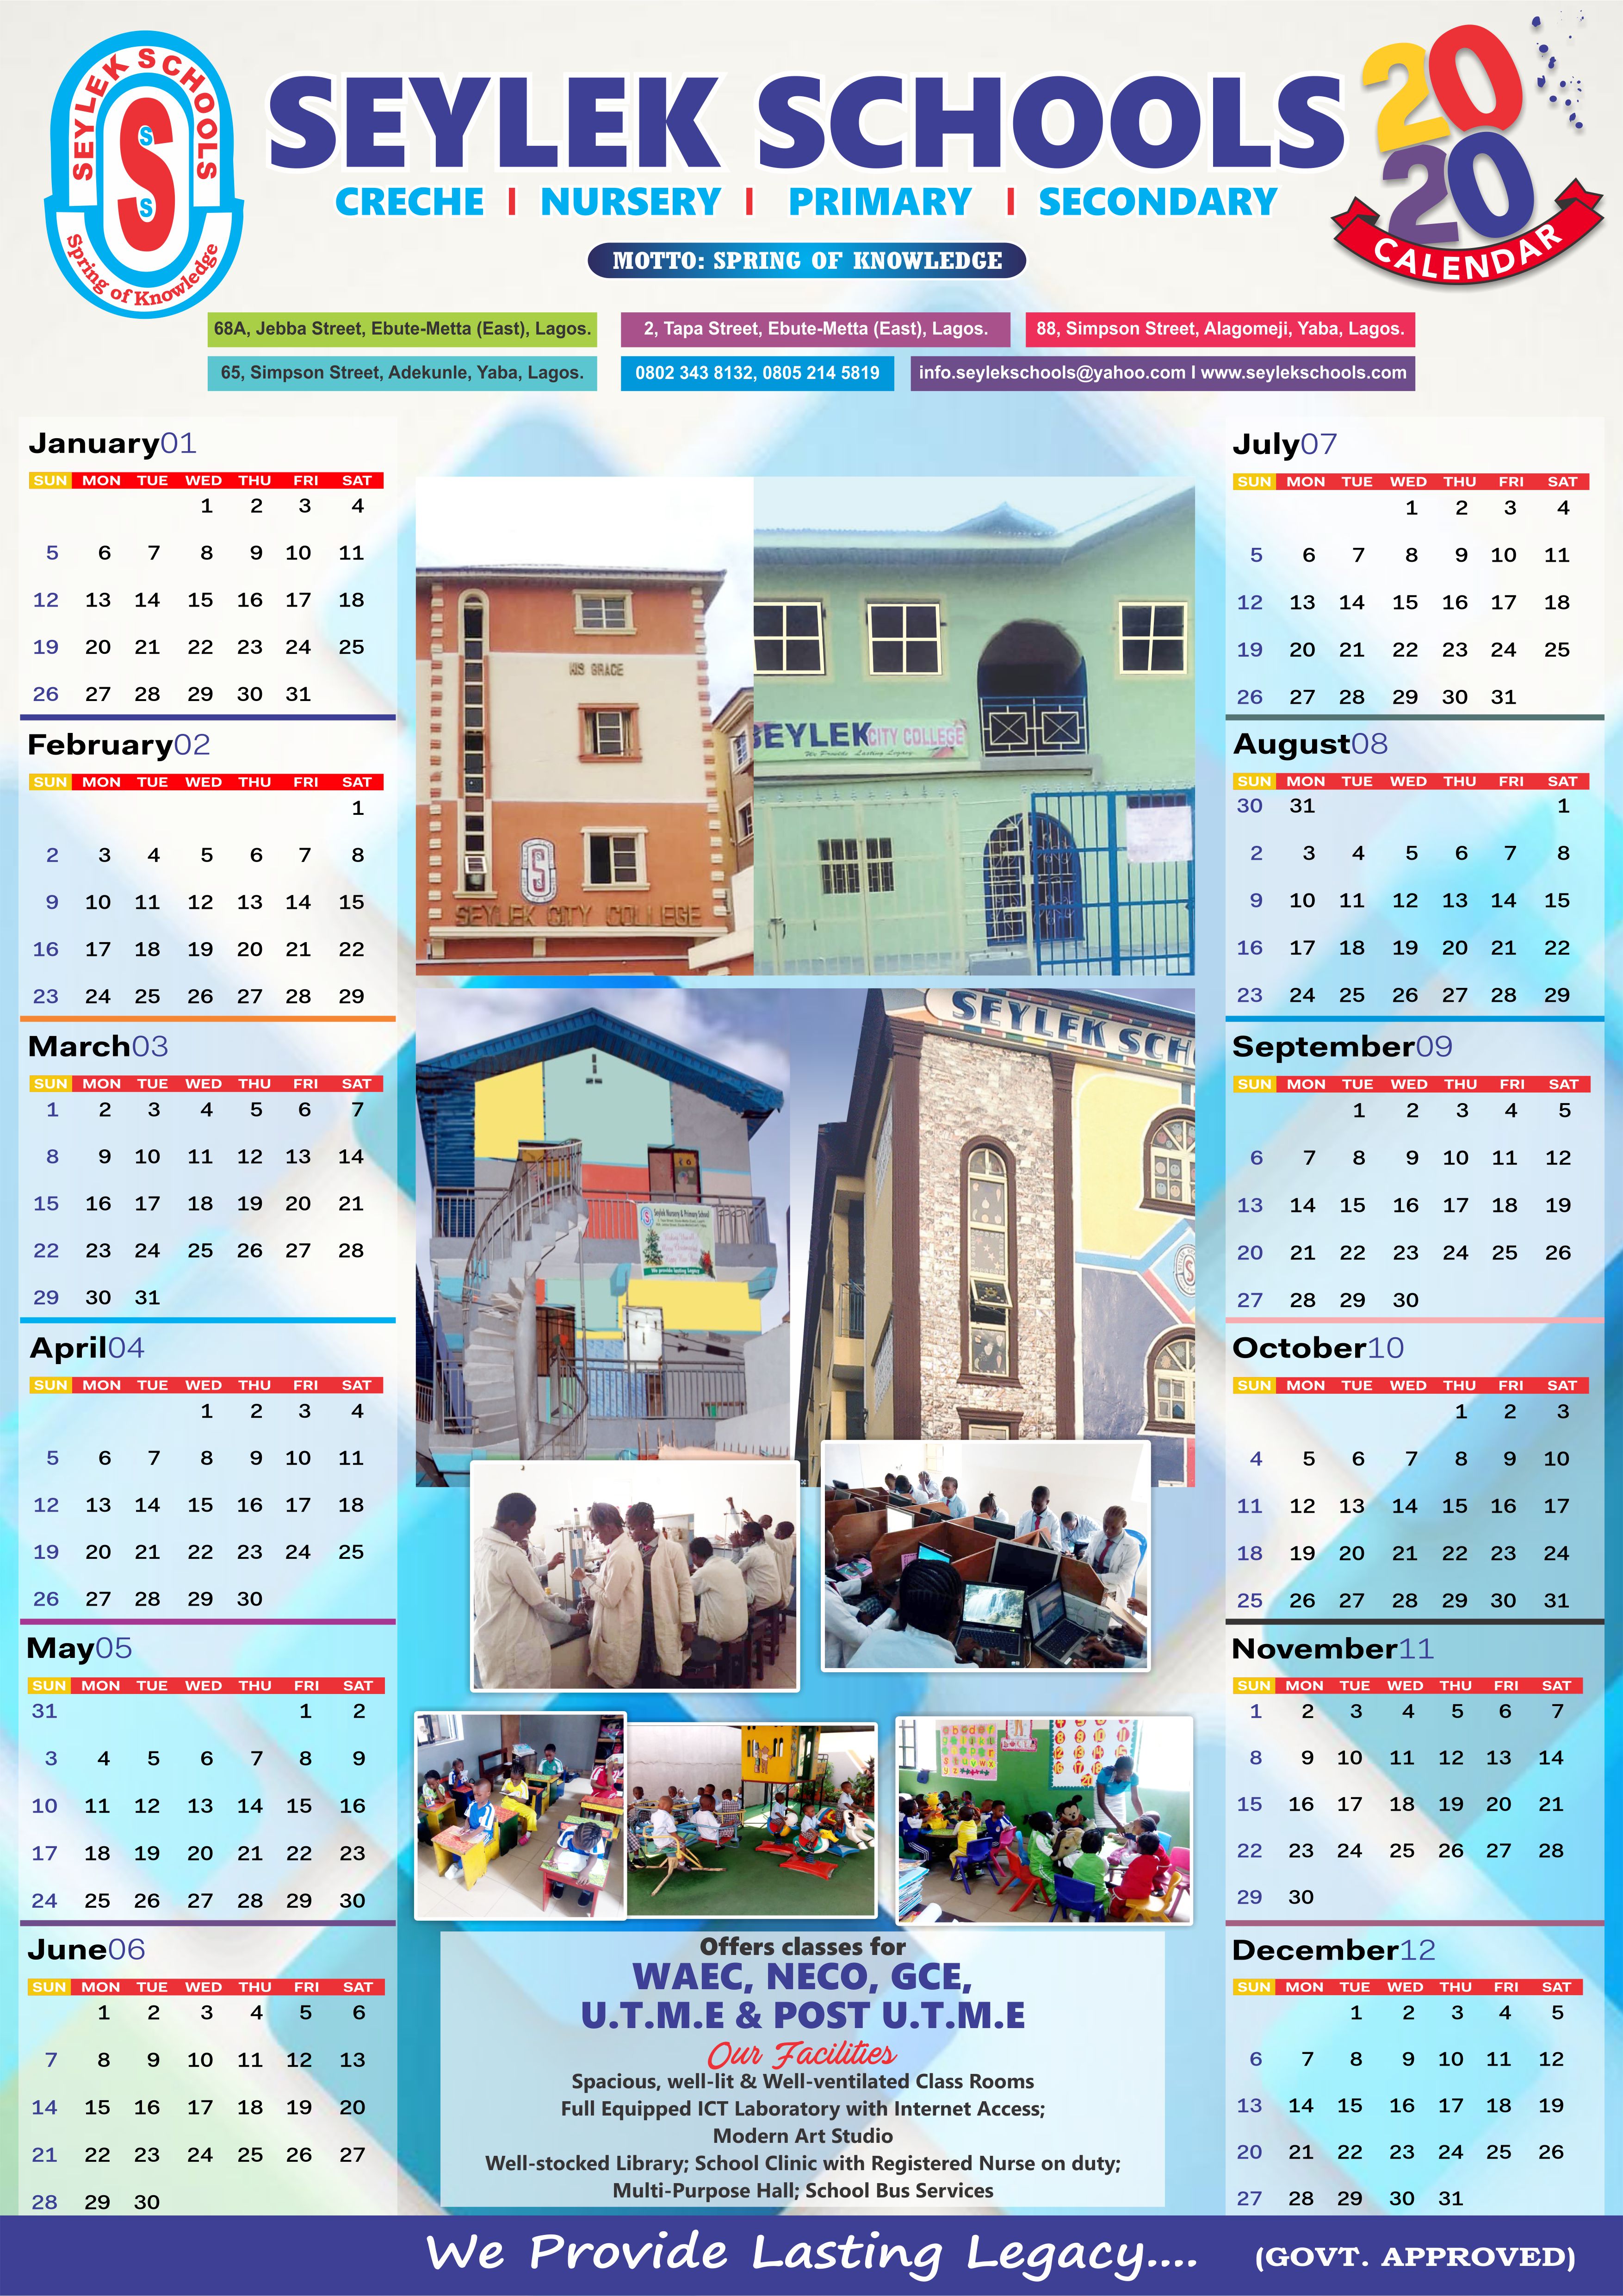 SEYLEK SCHOOLS
Spring of Knowledge
S
S
S
SEYLEK SCHOOLS
CRECHE | NURSERY | PRIMARY | SECONDARY
MOTTO: SPRING OF KNOWLEDGE
2020
CALENDAR
68A, Jebba Street, Ebute-Metta (East), Lagos.
2, Tapa Street, Ebute-Metta (East), Lagos.
88, Simpson Street, Alagomeji, Yaba, Lagos.
65, Simpson Street, Adekunle, Yaba, Lagos.
0802 343 8132, 0805 214 5819
info.seylekschools@yahoo.com I www.seylekschools.com
January01
SUN MON TUE WED THU FRI SAT
1 2 3 4
5 6 7 8 9 10 11
12 13 14 15 16 17 18
19 20 21 22 23 24 25
26 27 28 29 30 31
February02
SUN MON TUE WED THU FRI SAT
1
2 3 4 5 6 7 8
9 10 11 12 13 14 15
16 17 18 19 20 21 22
23 24 25 26 27 28 29
March03
SUN MON TUE WED THU FRI SAT
1 2 3 4 5 6 7
8 9 10 11 12 13 14
15 16 17 18 19 20 21
22 23 24 25 26 27 28
29 30 31
April04
SUN MON TUE WED THU FRI SAT
1 2 3 4
5 6 7 8 9 10 11
12 13 14 15 16 17 18
19 20 21 22 23 24 25
26 27 28 29 30
May05
SUN MON TUE WED THU FRI SAT
31 1 2
3 4 5 6 7 8 9
10 11 12 13 14 15 16
17 18 19 20 21 22 23
24 25 26 27 28 29 30
June06
SUN MON TUE WED THU FRI SAT
1 2 3 4 5 6
7 8 9 10 11 12 13
14 15 16 17 18 19 20
21 22 23 24 25 26 27
28 29 30
HIS GRACE
S
SEYLEK CITY COLLEGE
SEYLEK CITY COLLEGE
We Provide Lasting Legacy
Seylek Nursery & Primary School
We provide lasting Legacy
SEYLEK SCH
Offers classes for
WAEC, NECO, GCE,
U.T.M.E & POST U.T.M.E
Our Facilities
Spacious, well-lit & Well-ventilated Class Rooms
Full Equipped ICT Laboratory with Internet Access;
Modern Art Studio
Well-stocked Library; School Clinic with Registered Nurse on duty;
Multi-Purpose Hall; School Bus Services
July07
SUN MON TUE WED THU FRI SAT
1 2 3 4
5 6 7 8 9 10 11
12 13 14 15 16 17 18
19 20 21 22 23 24 25
26 27 28 29 30 31
August08
SUN MON TUE WED THU FRI SAT
30 31 1
2 3 4 5 6 7 8
9 10 11 12 13 14 15
16 17 18 19 20 21 22
23 24 25 26 27 28 29
September09
SUN MON TUE WED THU FRI SAT
1 2 3 4 5
6 7 8 9 10 11 12
13 14 15 16 17 18 19
20 21 22 23 24 25 26
27 28 29 30
October10
SUN MON TUE WED THU FRI SAT
1 2 3
4 5 6 7 8 9 10
11 12 13 14 15 16 17
18 19 20 21 22 23 24
25 26 27 28 29 30 31
November11
SUN MON TUE WED THU FRI SAT
1 2 3 4 5 6 7
8 9 10 11 12 13 14
15 16 17 18 19 20 21
22 23 24 25 26 27 28
29 30
December12
SUN MON TUE WED THU FRI SAT
1 2 3 4 5
6 7 8 9 10 11 12
13 14 15 16 17 18 19
20 21 22 23 24 25 26
27 28 29 30 31
We Provide Lasting Legacy....
(GOVT. APPROVED)